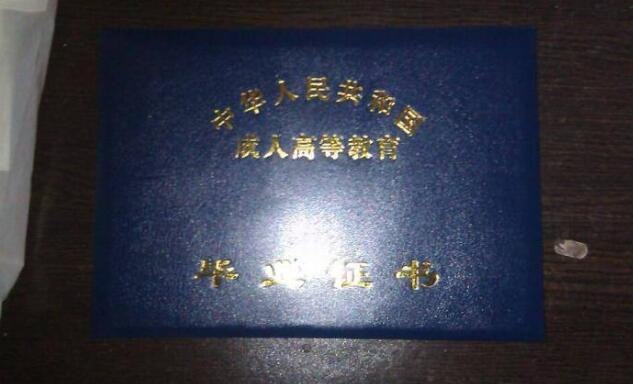 中华人民共和国
成人高等教育
毕业证书